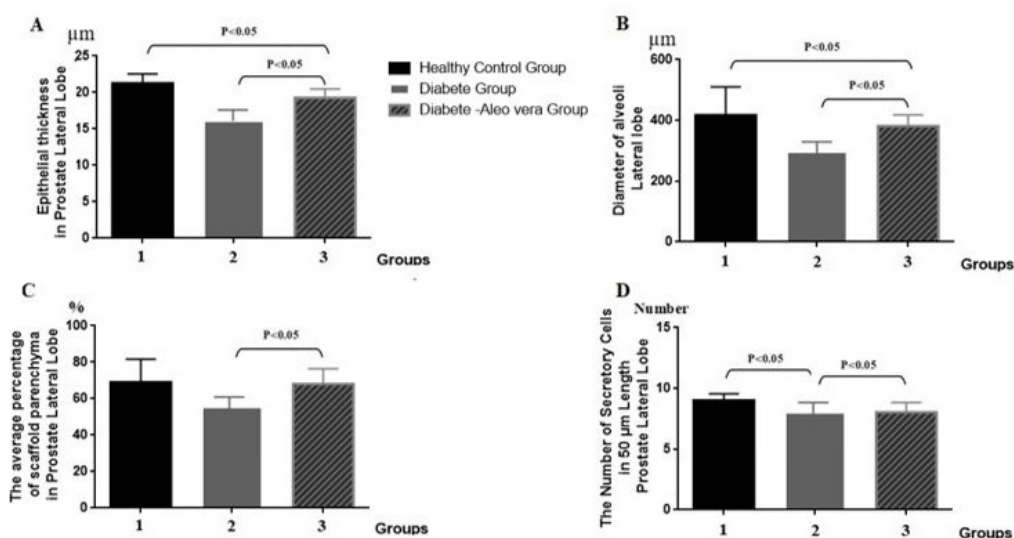 A
μm
P<0.05
P<0.05
25
20
15
10
5
0
Epithelial thickness
in Prostate Lateral Lobe
1
2
3
Groups
Healthy Control Group
Diabete Group
Diabete -Aleo vera Group
B
μm
P<0.05
P<0.05
600
400
200
0
Diameter of alveoli
Lateral lobe
1
2
3
Groups
C
%
P<0.05
100
80
60
40
20
0
The average percentage
of scaffold parenchyma
in Prostate Lateral Lobe
1
2
3
Groups
D
Number
P<0.05
P<0.05
15
10
5
0
The Number of Secretory Cells
in 50 μm Length
Prostate Lateral Lobe
1
2
3
Groups